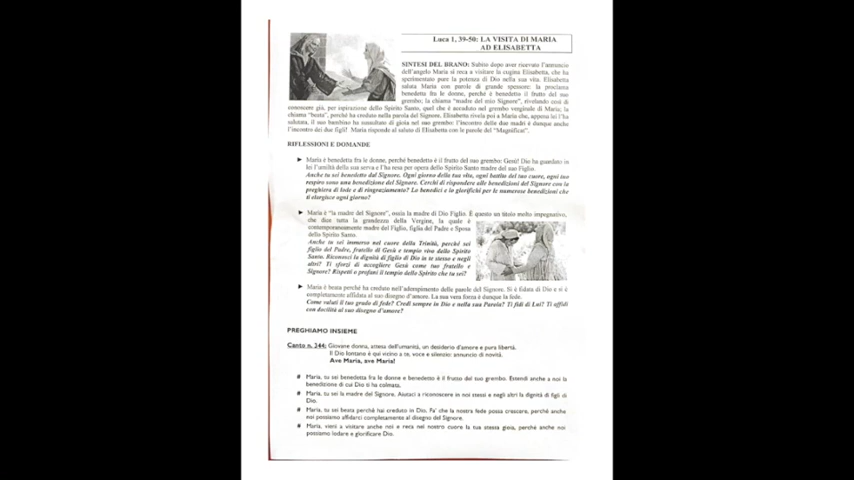 Luca 1, 39-50: LA VISITA DI MARIA
AD ELISABETTA
SINTESI DEL BRANO: Subito dopo aver ricevuto l'annuncio
dell'angelo Maria si reca a visitare la cugina Elisabetta, che ha
sperimentato pure la potenza di Dio nella sua vita. Elisabetta
saluta Maria con parole di grande spessore: la proclama
benedetta fra le donne, perché è benedetto il frutto del suo
grembo; la chiama "madre del mio Signore", rivelando così di
conoscere già, per ispirazione dello Spirito Santo, quel che è accaduto nel grembo verginale di Maria; la
chiama "beata", perché ha creduto nella parola del Signore. Elisabetta rivela poi a Maria che, appena lei l'ha
salutata, il suo bambino ha sussultato di gioia nel suo grembo: l'incontro della due madri è dunque anche
l'incontro dei due figli! Maria risponde al saluto di Elisabetta con le parole del "Magnificat".
RIFLESSIONI E DOMANDE
➤ Maria è benedetta fra le donne, perché benedetto è il frutto del suo grembo: Gesù! Dio ha guardato in
lei l'umiltà della sua serva e l'ha resa per opera dello Spirito Santo madre del suo Figlio.
Anche tu sei benedetto dal Signore. Ogni giorno della tua vita, ogni battito del tuo cuore, ogni tuo
respiro sono una benedizione del Signore. Cerchi di rispondere alle benedizioni del Signore con la
preghiera di lode e di ringraziamento? Lo benedici e lo glorifichi per le numerose benedizioni che
ti elargisce ogni giorno?
➤ Maria è "la madre del Signore", ossia la madre di Dio Figlio. È questo un titolo molto impegnativo,
che dice tutta la grandezza della Vergine, la quale è
contemporaneamente madre del Figlio, figlia del Padre e Sposa
dello Spirito Santo.
Anche tu sei immerso nel cuore della Trinità, perché sei
figlio del Padre, fratello di Gesù e tempio vivo dello Spirito
Santo. Riconosci la dignità di figlio di Dio in te stesso e negli
altri? Ti sforzi di accogliere Gesù come tuo fratello e
Signore? Rispetti o profani il tempio dello Spirito che tu sei?
➤ Maria è beata perché ha creduto nell'adempimento della parole del Signore. Si è fidata di Dio e si è
completamente affidata al suo disegno d'amore. La sua vera forza è dunque la fede.
Come valuti il tuo grado di fede? Credi sempre in Dio e nella sua Parola? Ti fidi di Lui? Ti affidi
con docilità al suo disegno d'amore?
PREGHIAMO INSIEME
Canto n. 244: Giovane donna, attesa dell'umanità, un desiderio d'amore e pura libertà.
Il Dio lontano è qui vicino a te, voce e silenzio: annuncio di novità.
Ave Maria, ave Maria!
# Maria, tu sei benedetta fra le donne e benedetto è il frutto del tuo grembo. Estendi anche a noi la
benedizione di cui Dio ti ha colmata.
# Maria, tu sei la madre del Signore. Aiutaci a riconoscere in noi stessi e negli altri la dignità di figli di
Dio.
# Maria, tu sei beata perchè hai creduto in Dio. Fa' che la nostra fede possa crescere, perché anche
noi possiamo affidarci completamente al disegno del Signore.
# Maria, vieni a visitare anche noi e reca nel nostro cuore la tua stessa gioia, perché anche noi
possiamo lodare e glorificare Dio.